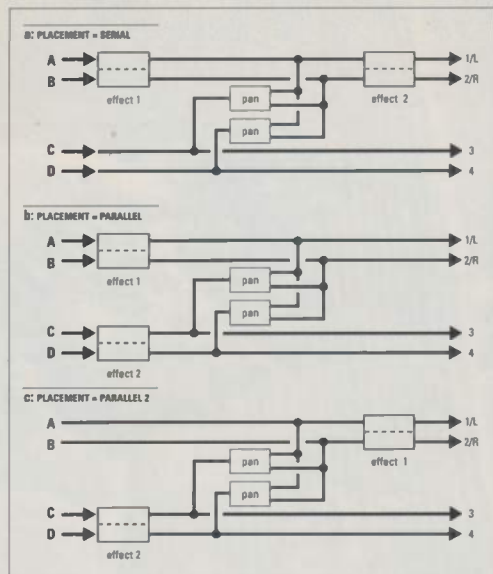 a: PLACEMENT = SERIAL
A
1/L
B
2/R
effect 1
pan
effect 2
pan
C
3
D
4
b: PLACEMENT = PARALLEL
A
1/L
B
2/R
effect 1
pan
pan
C
3
D
4
effect 2
c: PLACEMENT = PARALLEL 2
A
1/L
B
2/R
pan
effect 1
pan
C
3
D
4
effect 2